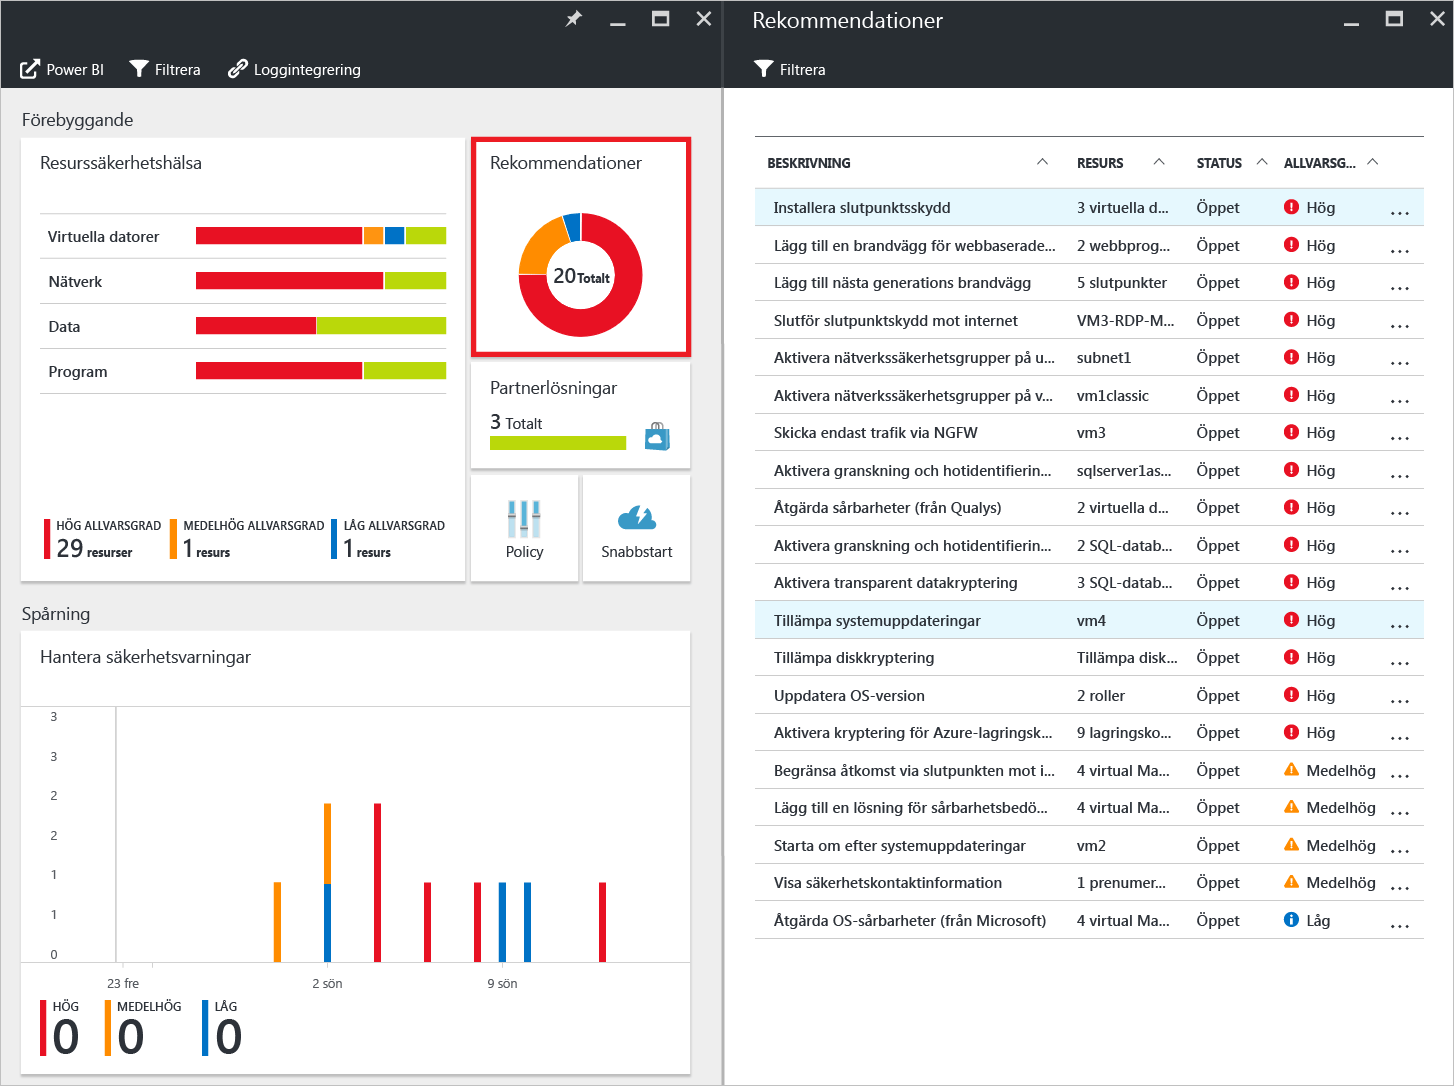 Power BI
Filtrera
Loggintegrering
Förebyggande
Resurssäkerhetshälsa
Virtuella datorer
Nätverk
Data
Program
HÖG ALLVARSGRAD
29 resurser
MEDELHÖG ALLVARSGRAD
1 resurs
LÅG ALLVARSGRAD
1 resurs
Rekommendationer
20 Totalt
Partnerlösningar
3 Totalt
Policy
Snabbstart
Spårning
Hantera säkerhetsvarningar
3
3
2
2
1
1
0
23 fre
2 sön
9 sön
HÖG
0
MEDELHÖG
0
LÅG
0
Rekommendationer
Filtrera
BESKRIVNING RESURS STATUS ALLVARSG...
Installera slutpunktsskydd 3 virtuella d... Öppet Hög ...
Lägg till en brandvägg för webbaserade... 2 webbprog... Öppet Hög ...
Lägg till nästa generations brandvägg 5 slutpunkter Öppet Hög ...
Slutför slutpunktskydd mot internet VM3-RDP-M... Öppet Hög ...
Aktivera nätverkssäkerhetsgrupper på u... subnet1 Öppet Hög ...
Aktivera nätverkssäkerhetsgrupper på v... vm1classic Öppet Hög ...
Skicka endast trafik via NGFW vm3 Öppet Hög ...
Aktivera granskning och hotidentifierin... sqlserver1as... Öppet Hög ...
Åtgärda sårbarheter (från Qualys) 2 virtuella d... Öppet Hög ...
Aktivera granskning och hotidentifierin... 2 SQL-datab... Öppet Hög ...
Aktivera transparent datakryptering 3 SQL-datab... Öppet Hög ...
Tillämpa systemuppdateringar vm4 Öppet Hög ...
Tillämpa diskkryptering Tillämpa disk... Öppet Hög ...
Uppdatera OS-version 2 roller Öppet Hög ...
Aktivera kryptering för Azure-lagringsk... 9 lagringsko... Öppet Hög ...
Begränsa åtkomst via slutpunkten mot i... 4 virtual Ma... Öppet Medelhög ...
Lägg till en lösning för sårbarhetsbedö... 4 virtual Ma... Öppet Medelhög ...
Starta om efter systemuppdateringar vm2 Öppet Medelhög ...
Visa säkerhetskontaktinformation 1 prenumer... Öppet Medelhög ...
Åtgärda OS-sårbarheter (från Microsoft) 4 virtual Ma... Öppet Låg ...